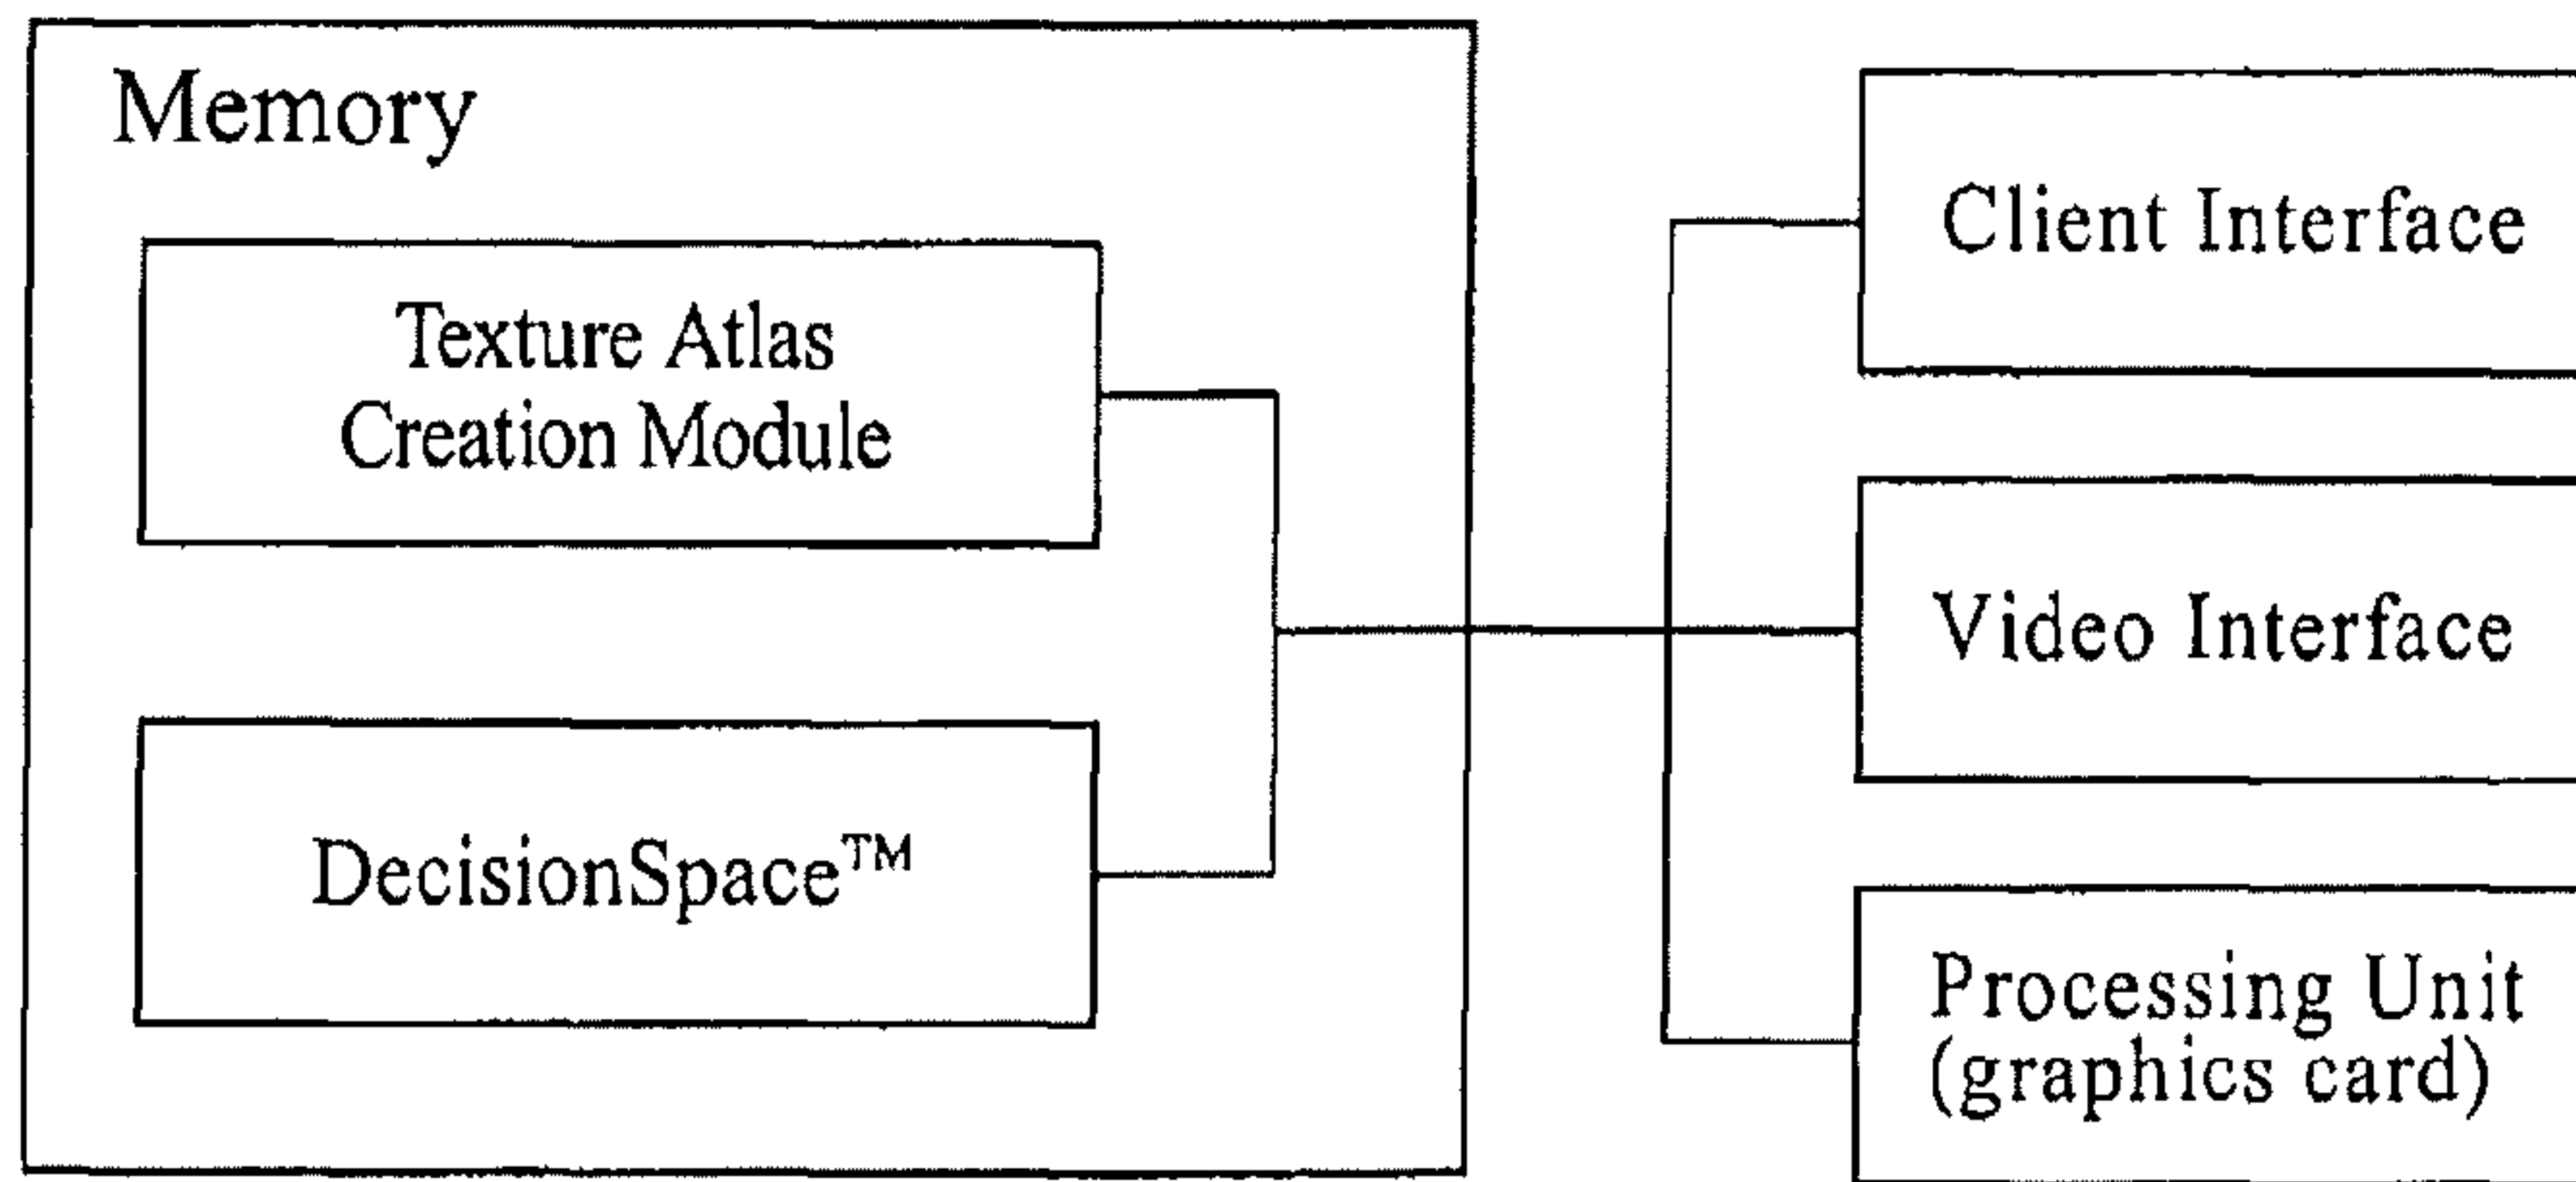 Memory
Texture Atlas
Creation Module
DecisionSpace™
Client Interface
Video Interface
Processing Unit
(graphics card)